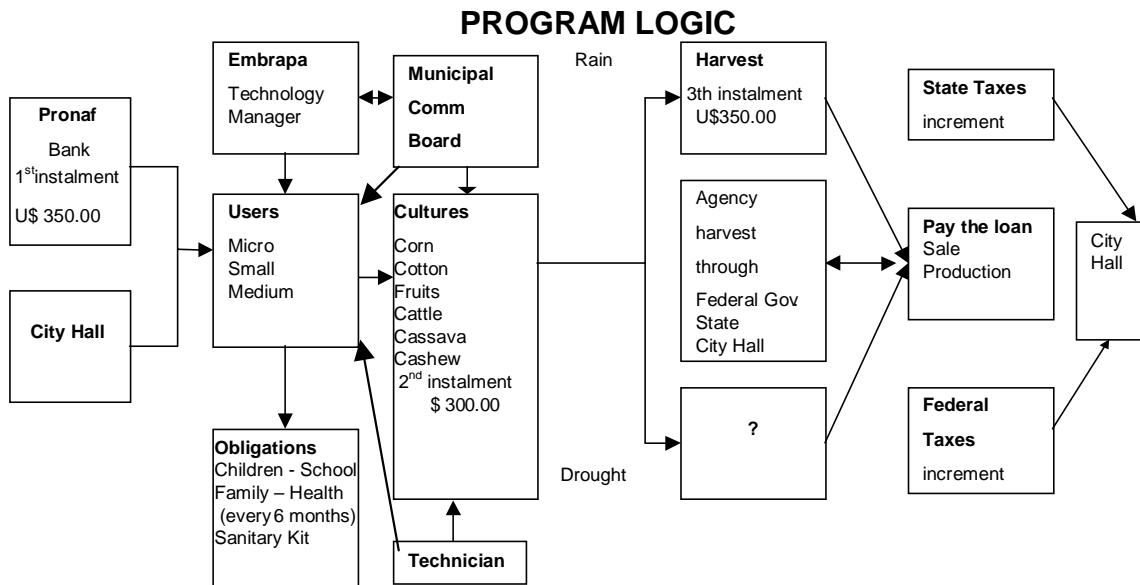 PROGRAM LOGIC
Pronaf
Bank
1st instalment
U$ 350.00
City Hall
Embrapa
Technology
Manager
Users
Micro
Small
Medium
Obligations
Children - School
Family – Health
(every 6 months)
Sanitary Kit
Municipal
Comm
Board
Cultures
Corn
Cotton
Fruits
Cattle
Cassava
Cashew
2nd instalment
$ 300.00
Technician
Rain
Drought
Harvest
3th instalment
U$350.00
Agency
harvest
through
Federal Gov.
State
City Hall
?
State Taxes
increment
Pay the loan
Sale
Production
Federal
Taxes
increment
City
Hall